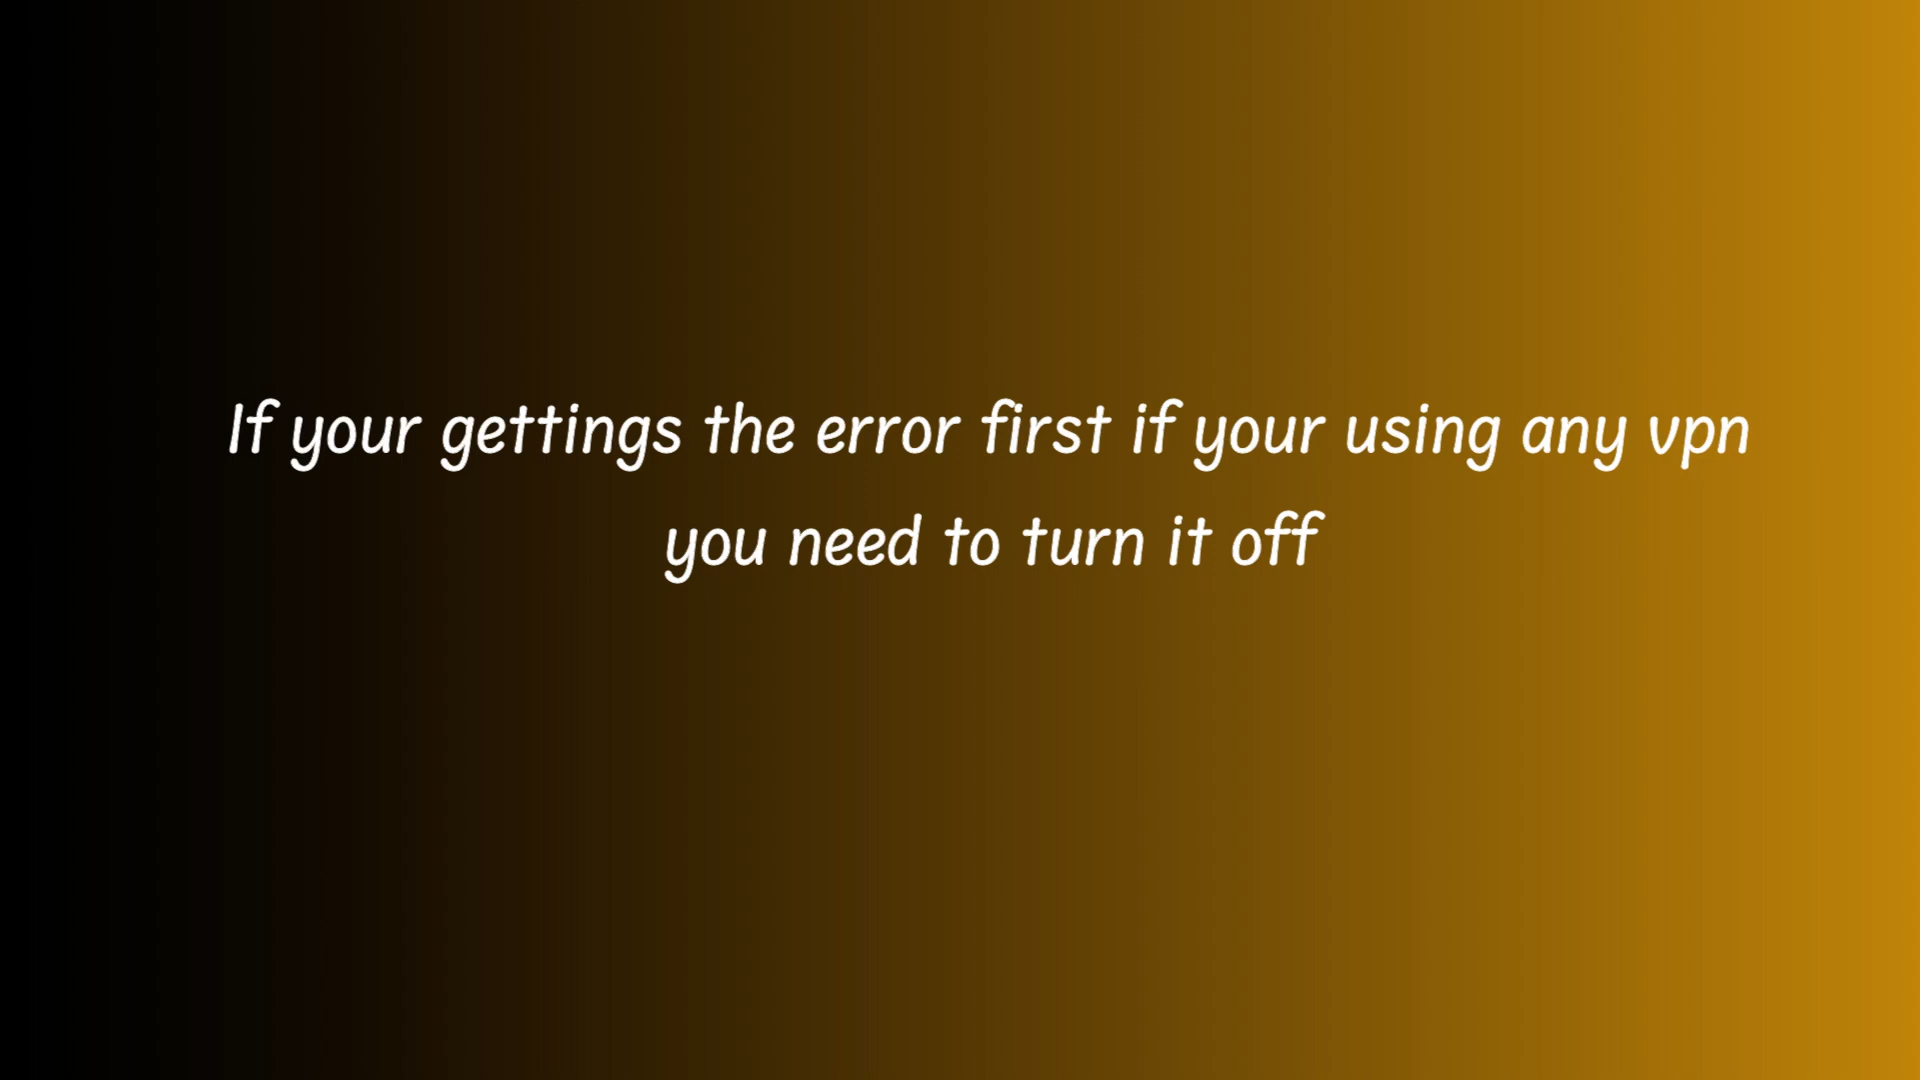 If your gettings the error first if your using any vpn
you need to turn it off